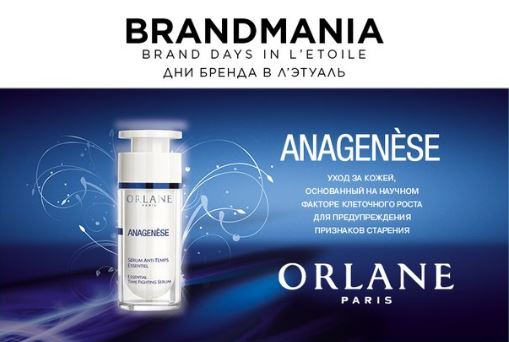 BRANDMANIA
BRAND DAYS IN L'ETOILE
ДНИ БРЕНДА В Л'ЭТУАЛЬ
ORLANE
PARIS
ANAGENÈSE
SÉRUM ANTI-TEMPS
ESSENTIEL
ESSENTIAL
TIME-FIGHTING SERUM
ANAGENÈSE
УХОД ЗА КОЖЕЙ,
ОСНОВАННЫЙ НА НАУЧНОМ
ФАКТОРЕ КЛЕТОЧНОГО РОСТА
ДЛЯ ПРЕДУПРЕЖДЕНИЯ
ПРИЗНАКОВ СТАРЕНИЯ
ORLANE
PARIS